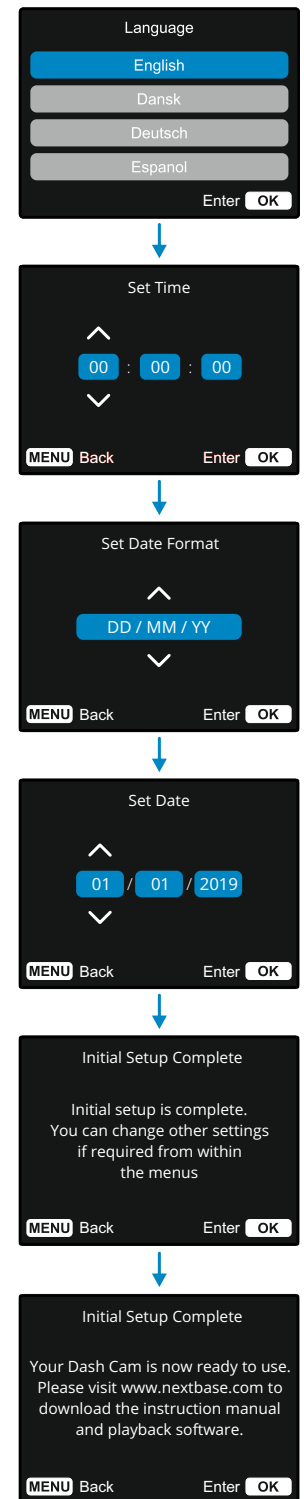 Language
English
Dansk
Deutsch
Espanol
Enter OK
Set Time
00 : 00 : 00
MENU Back Enter OK
Set Date Format
DD / MM / YY
MENU Back Enter OK
Set Date
01 / 01 / 2019
MENU Back Enter OK
Initial Setup Complete
Initial setup is complete.
You can change other settings
if required from within
the menus
MENU Back Enter OK
Initial Setup Complete
Your Dash Cam is now ready to use.
Please visit www.nextbase.com to
download the instruction manual
and playback software.
MENU Back Enter OK